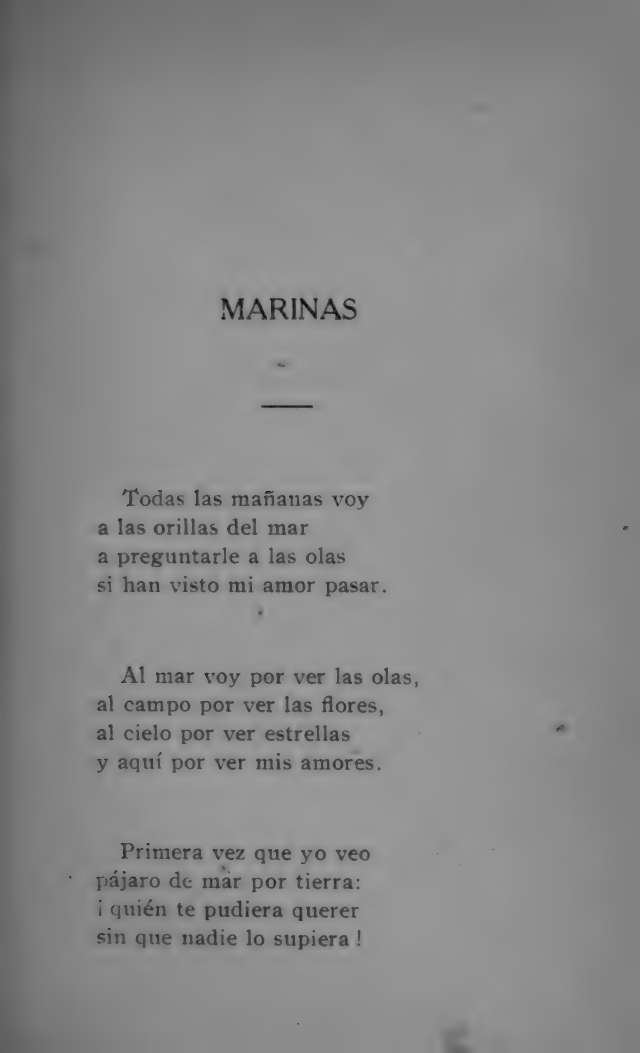 MARINAS
Todas las mañanas voy
a las orillas del mar
a preguntarle a las olas
si han visto mi amor pasar.
Al mar voy por ver las olas,
al campo por ver las flores,
al cielo por ver estrellas
y aquí por ver mis amores.
Primera vez que yo veo
pájaro de mar por tierra:
¡ quién te pudiera querer
sin que nadie lo supiera !